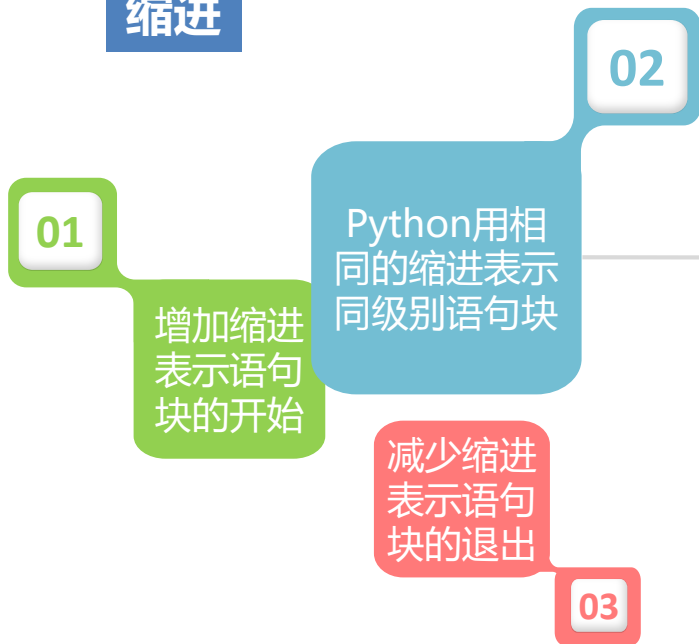 缩进
01
增加缩进
表示语句
块的开始
02
Python用相
同的缩进表示
同级别语句块
减少缩进
表示语句
块的退出
03